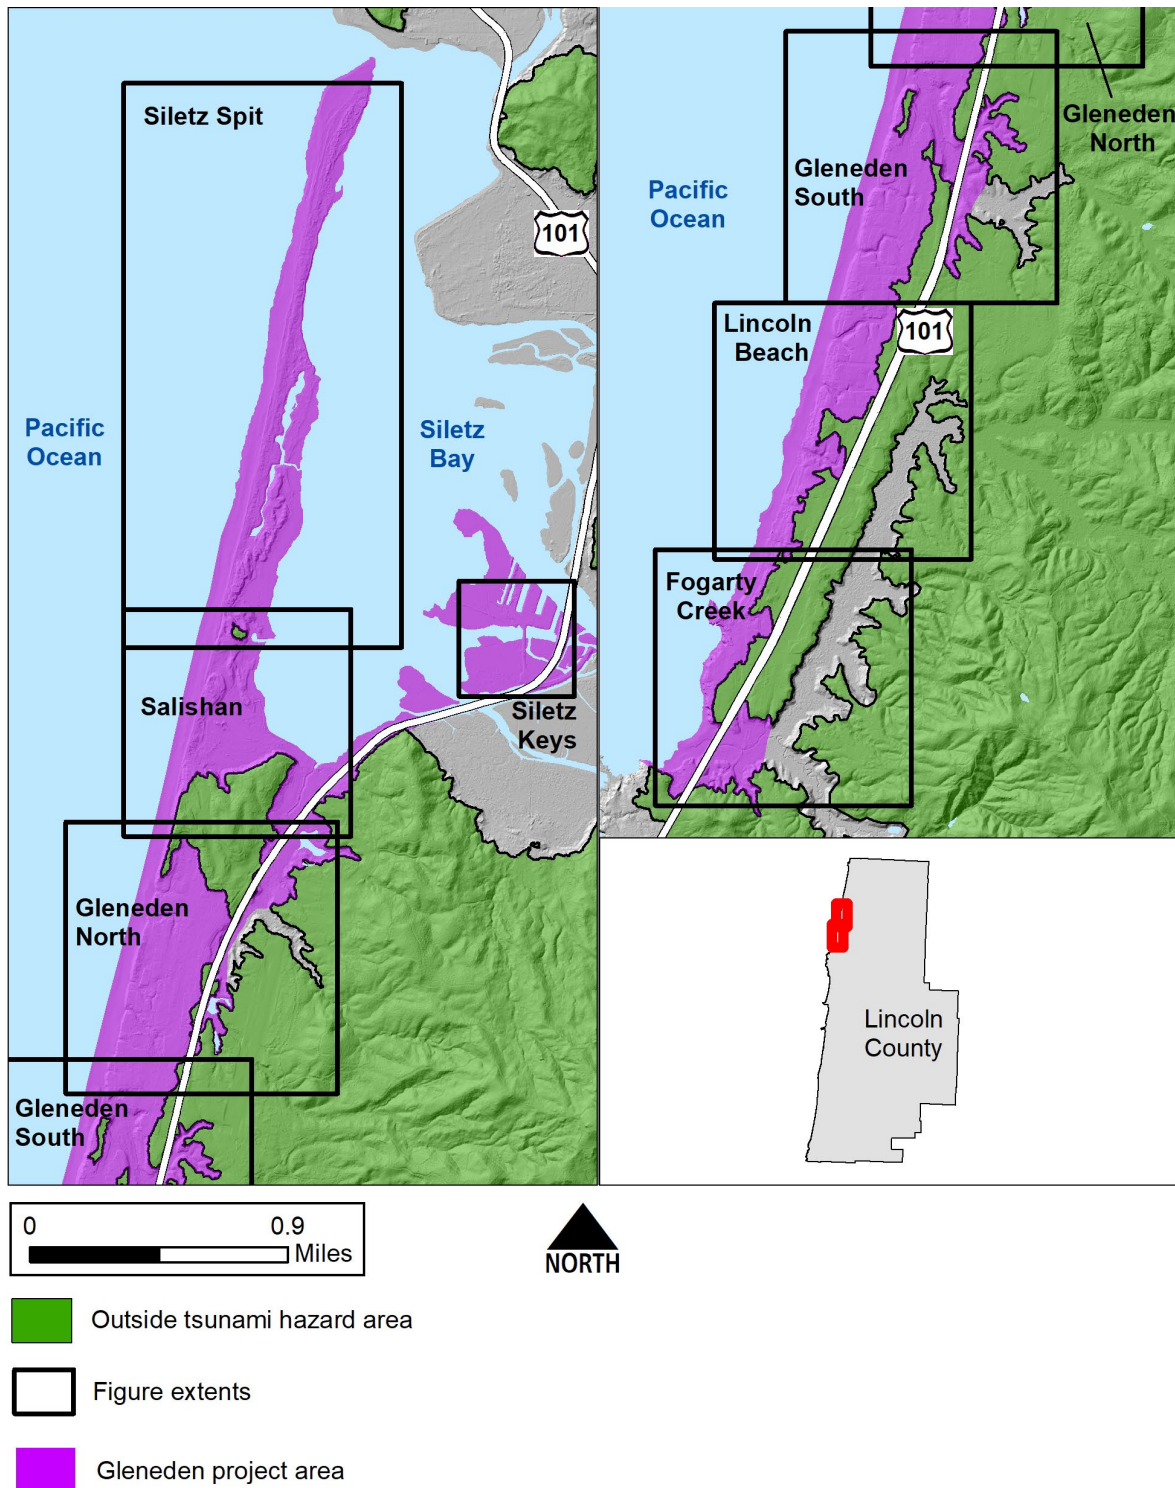 Siletz Spit
101
Pacific
Ocean
Siletz
Bay
Salishan
Siletz
Keys
Gleneden
North
Gleneden
South
Gleneden
North
Gleneden
South
Pacific
Ocean
Lincoln
Beach
101
Fogarty
Creek
Lincoln
County
0 0.9
Miles
NORTH
Outside tsunami hazard area
Figure extents
Gleneden project area